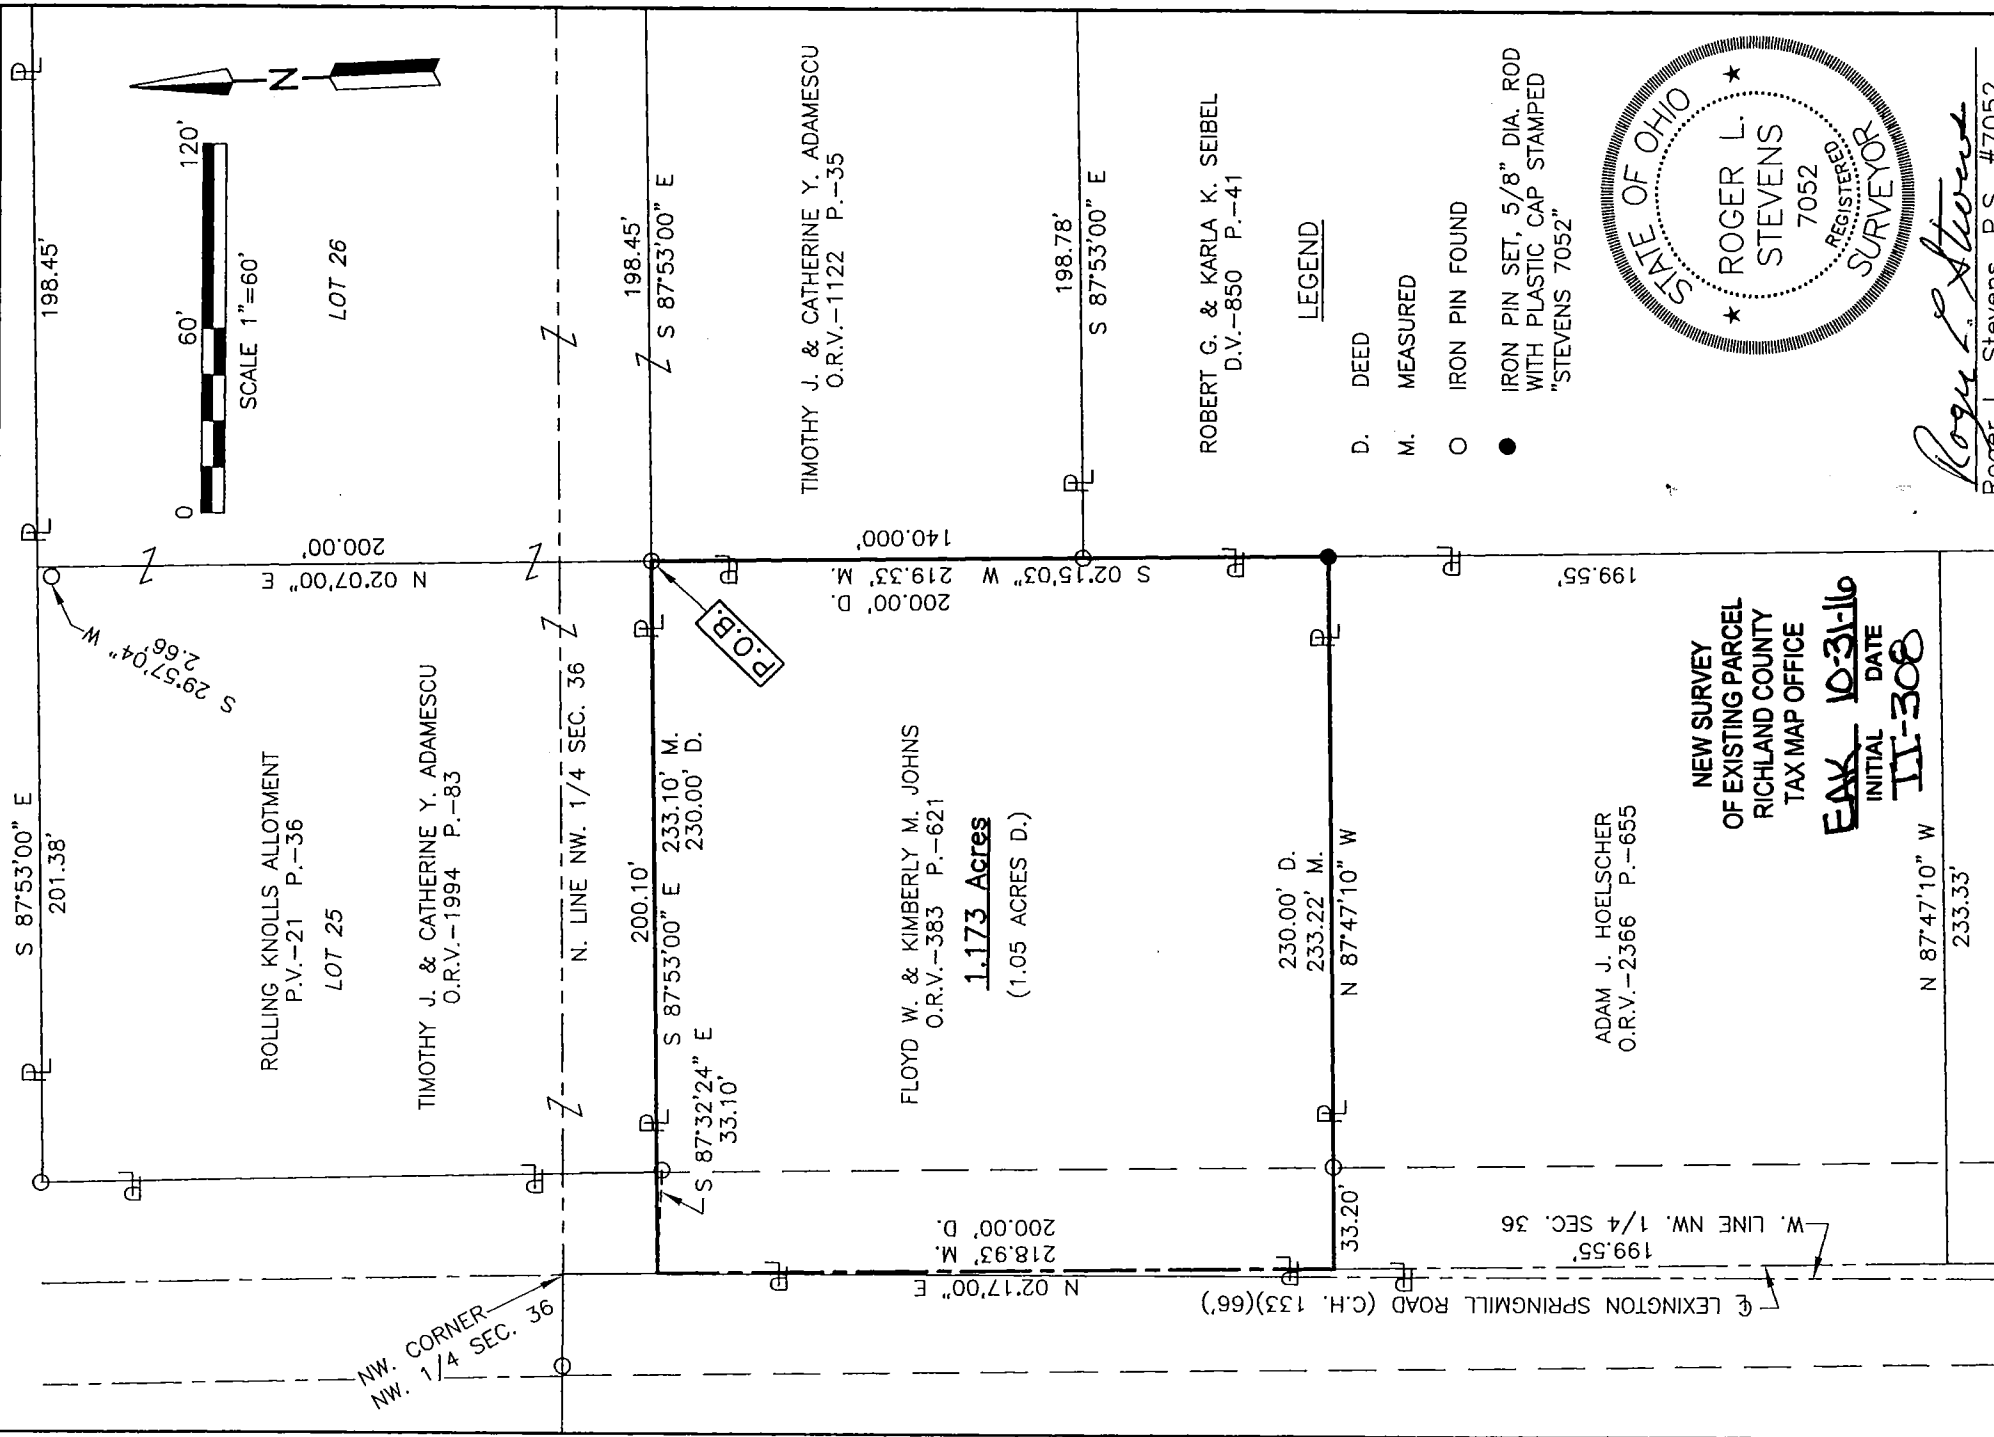 S 87°53'00" E
201.38'
198.45'
S 29°57'04" W
2.66'
N 02°07'00" E
200.00'
0
60'
120'
SCALE 1"=60'
N
LOT 26
ROLLING KNOLLS ALLOTMENT
P.V.-21 P.-36
LOT 25
TIMOTHY J. & CATHERINE Y. ADAMESCU
O.R.V.-1994 P.-83
N. LINE NW. 1/4 SEC. 36
NW. CORNER
NW. 1/4 SEC. 36
200.10'
S 87°53'00" E 233.10' M.
230.00' D.
S 87°32'24" E
33.10'
198.45'
S 87°53'00" E
P.O.B.
TIMOTHY J. & CATHERINE Y. ADAMESCU
O.R.V.-1122 P.-35
140.000'
S 02°15'03" W 219.33' M.
200.00' D.
198.78'
S 87°53'00" E
FLOYD W. & KIMBERLY M. JOHNS
O.R.V.-383 P.-621
1.173 Acres
(1.05 ACRES D.)
N 02°17'00" E
218.93' M.
200.00' D.
230.00' D.
233.22' M.
N 87°47'10" W
33.20'
ROBERT G. & KARLA K. SEIBEL
D.V.-850 P.-41
LEGEND
D. DEED
M. MEASURED
IRON PIN FOUND
IRON PIN SET, 5/8" DIA. ROD
WITH PLASTIC CAP STAMPED
"STEVENS 7052"
℄ LEXINGTON SPRINGMILL ROAD (C.H. 133)(66')
199.55'
W. LINE NW. 1/4 SEC. 36
199.55'
ADAM J. HOELSCHER
O.R.V.-2366 P.-655
N 87°47'10" W
233.33'
NEW SURVEY
OF EXISTING PARCEL
RICHLAND COUNTY
TAX MAP OFFICE
EAK 10-31-16
INITIAL DATE
II-308
STATE OF OHIO
ROGER L.
STEVENS
7052
REGISTERED
SURVEYOR
Roger L Stevens
Roger L. Stevens P.S. #7052